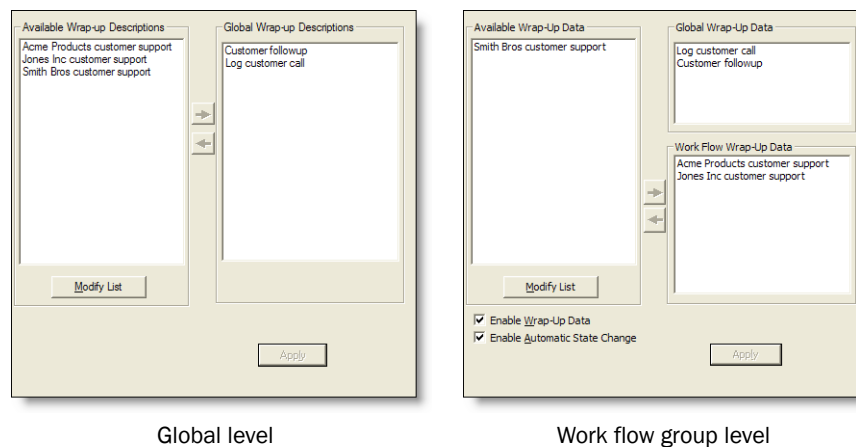 Available Wrap-up Descriptions
Acme Products customer support
Jones Inc customer support
Smith Bros customer support
Modify List
Global Wrap-up Descriptions
Customer followup
Log customer call
Apply
Global level
Available Wrap-Up Data
Smith Bros customer support
Modify List
Global Wrap-Up Data
Log customer call
Customer followup
Work Flow Wrap-Up Data
Acme Products customer support
Jones Inc customer support
Enable Wrap-Up Data
Enable Automatic State Change
Apply
Work flow group level